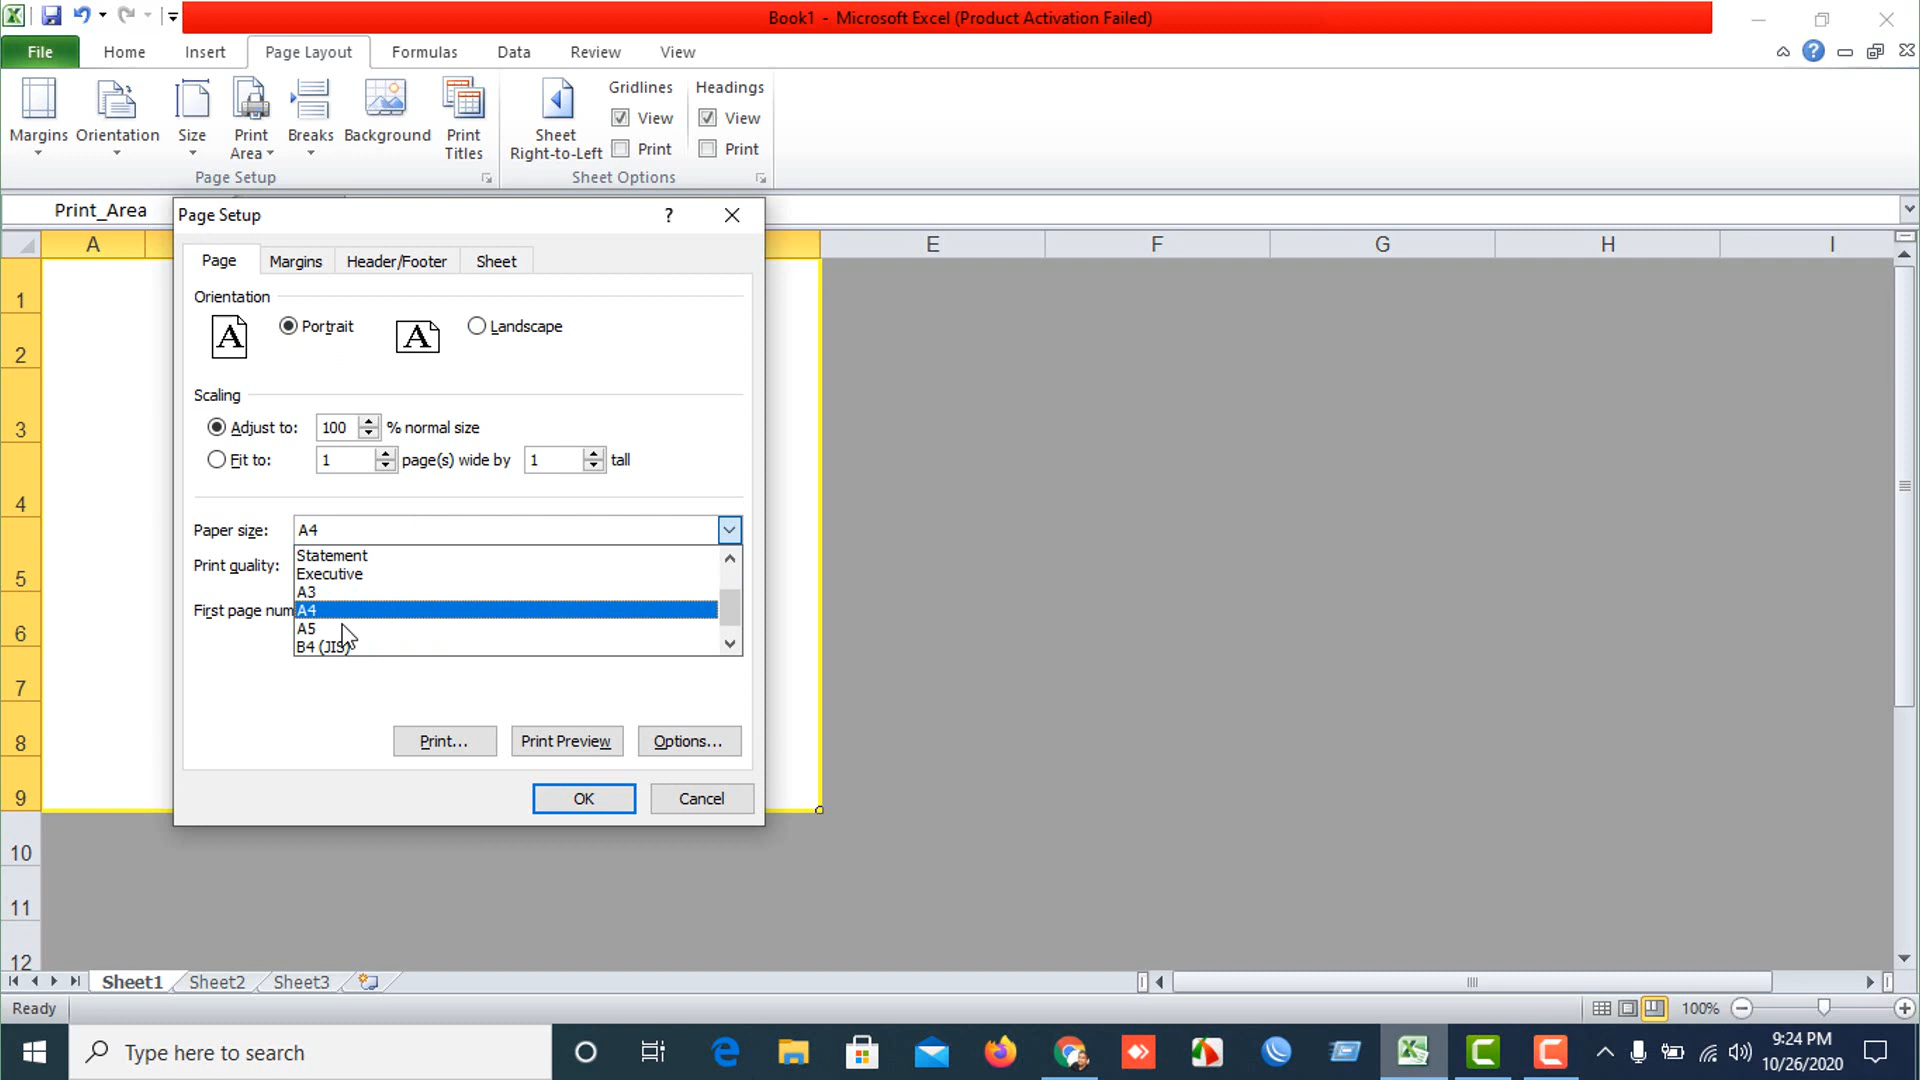 Book1 - Microsoft Excel (Product Activation Failed)
File Home Insert Page Layout Formulas Data Review View
Margins Orientation Size Print Area Breaks Background Print Titles Sheet Right-to-Left
Gridlines Headings
View View
Print Print
Page Setup Sheet Options
Print_Area
Page Setup ?
A E F G H I
Page Margins Header/Footer Sheet
Orientation
A Portrait A Landscape
Scaling
Adjust to: 100 % normal size
Fit to: 1 page(s) wide by 1 tall
Paper size: A4
Statement
Print quality:
Executive
A3
First page num
A4
A5
B4 (JIS)
Print... Print Preview Options...
OK Cancel
1
2
3
4
5
6
7
8
9
10
11
12
Sheet1 Sheet2 Sheet3
Ready 100%
Type here to search
9:24 PM
10/26/2020